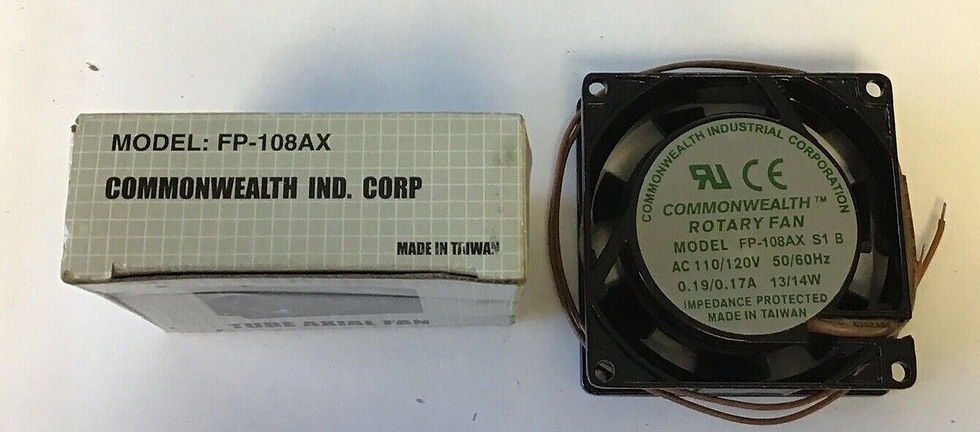 MODEL: FP-108AX
COMMONWEALTH IND. CORP
MADE IN TAIWAN
TUBE AXIAL FAN
COMMONWEALTH INDUSTRIAL CORPORATION
CE
COMMONWEALTH™
ROTARY FAN
MODEL FP-108AX S1 B
AC 110/120V 50/60Hz
0.19/0.17A 13/14W
IMPEDANCE PROTECTED
MADE IN TAIWAN